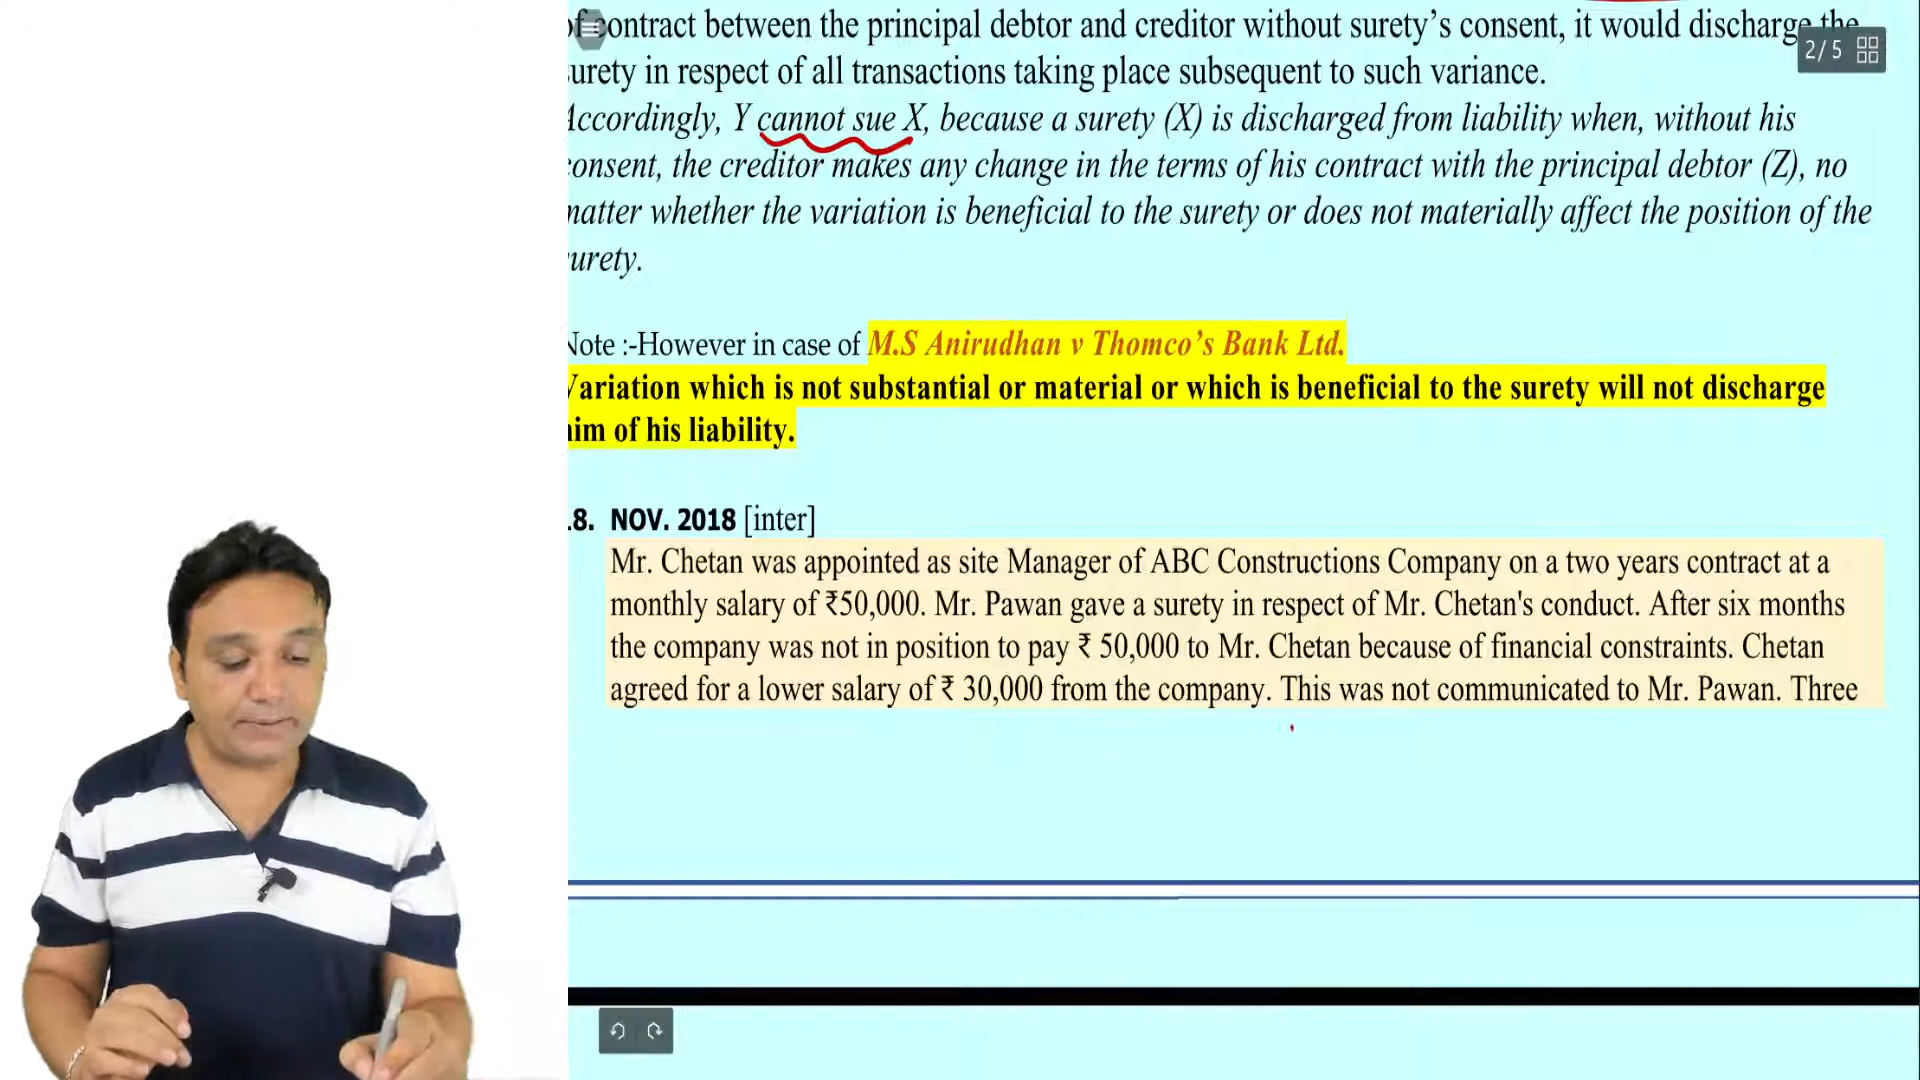 of contract between the principal debtor and creditor without surety's consent, it would discharge the
2/5
surety in respect of all transactions taking place subsequent to such variance.
Accordingly, Y cannot sue X, because a surety (X) is discharged from liability when, without his
consent, the creditor makes any change in the terms of his contract with the principal debtor (Z), no
matter whether the variation is beneficial to the surety or does not materially affect the position of the
surety.
Note :-However in case of M.S Anirudhan v Thomco's Bank Ltd.
Variation which is not substantial or material or which is beneficial to the surety will not discharge
him of his liability.
8. NOV. 2018 [inter]
Mr. Chetan was appointed as site Manager of ABC Constructions Company on a two years contract at a
monthly salary of ₹50,000. Mr. Pawan gave a surety in respect of Mr. Chetan's conduct. After six months
the company was not in position to pay ₹ 50,000 to Mr. Chetan because of financial constraints. Chetan
agreed for a lower salary of ₹ 30,000 from the company. This was not communicated to Mr. Pawan. Three